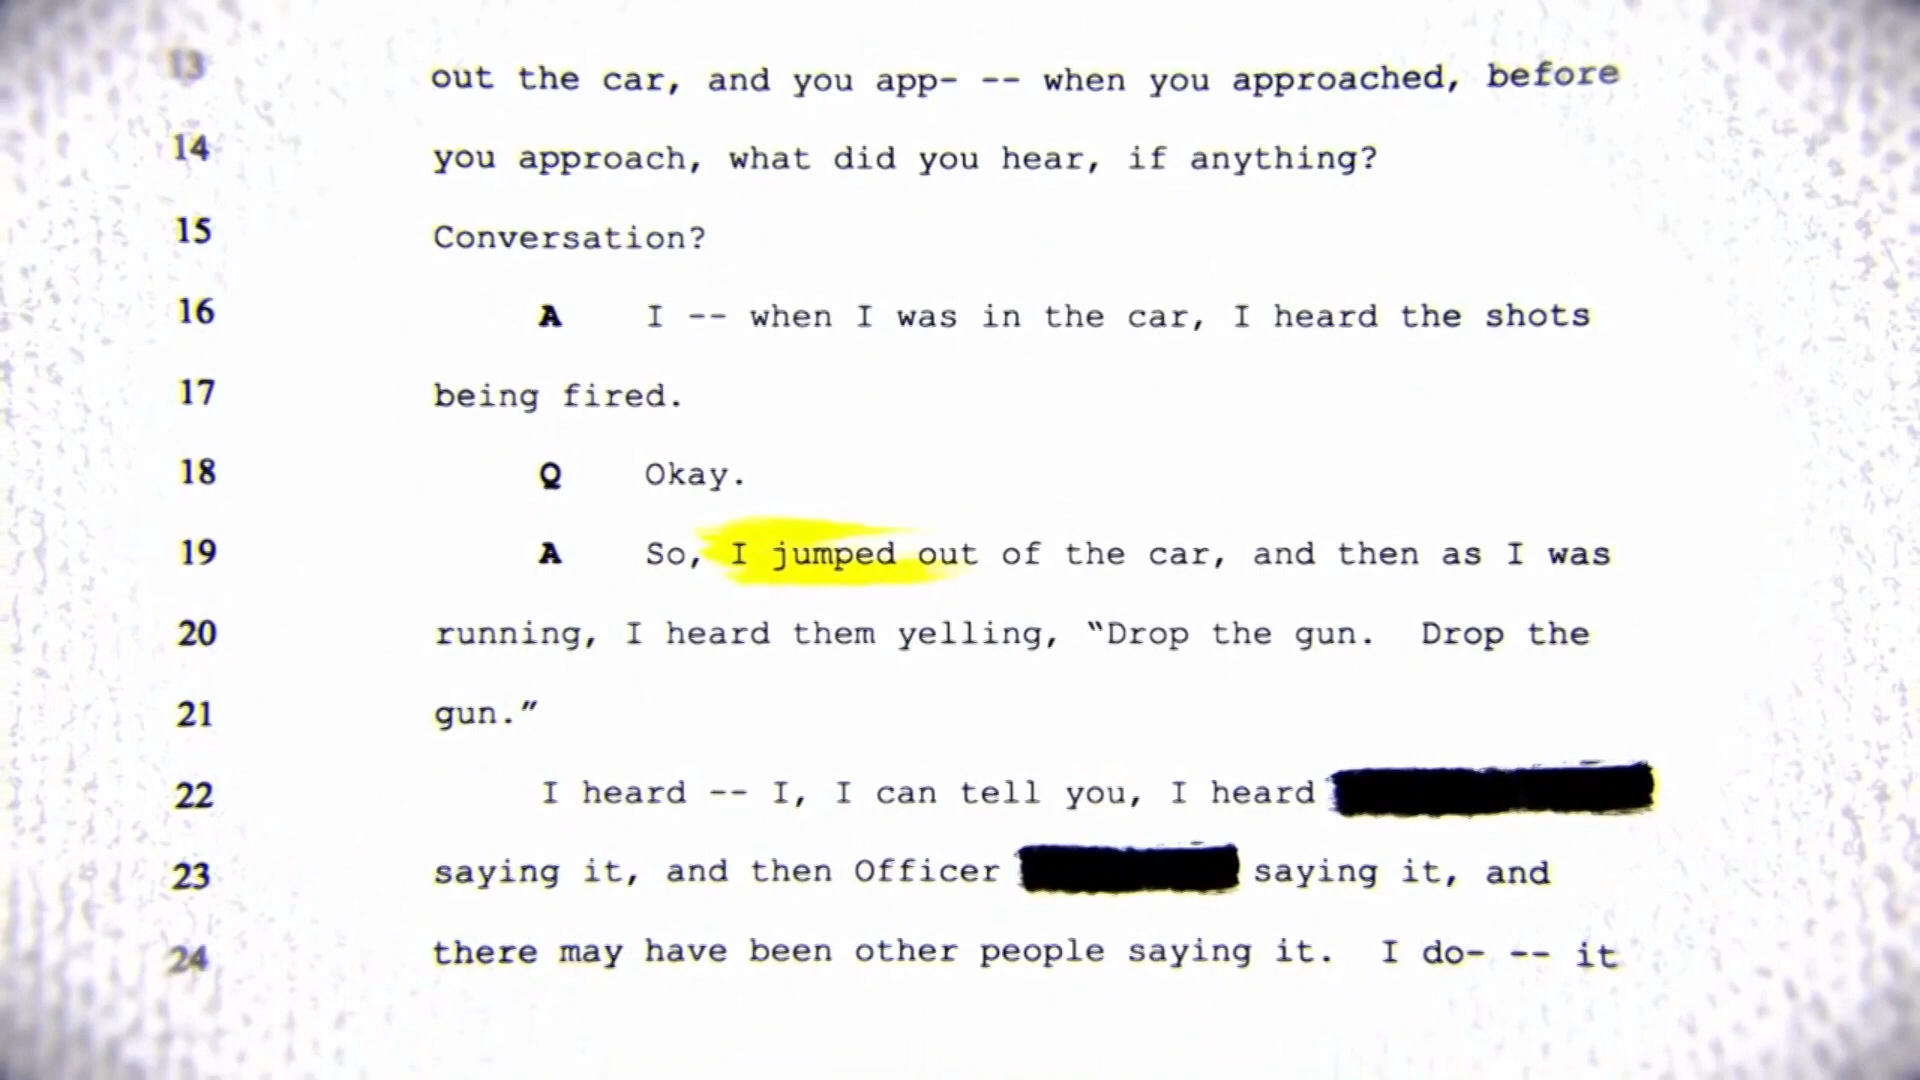 13 out the car, and you app- -- when you approached, before
14 you approach, what did you hear, if anything?
15 Conversation?
16 A I -- when I was in the car, I heard the shots
17 being fired.
18 Q Okay.
19 A So, I jumped out of the car, and then as I was
20 running, I heard them yelling, “Drop the gun. Drop the
21 gun.”
22 I heard -- I, I can tell you, I heard
23 saying it, and then Officer saying it, and
24 there may have been other people saying it. I do- -- it